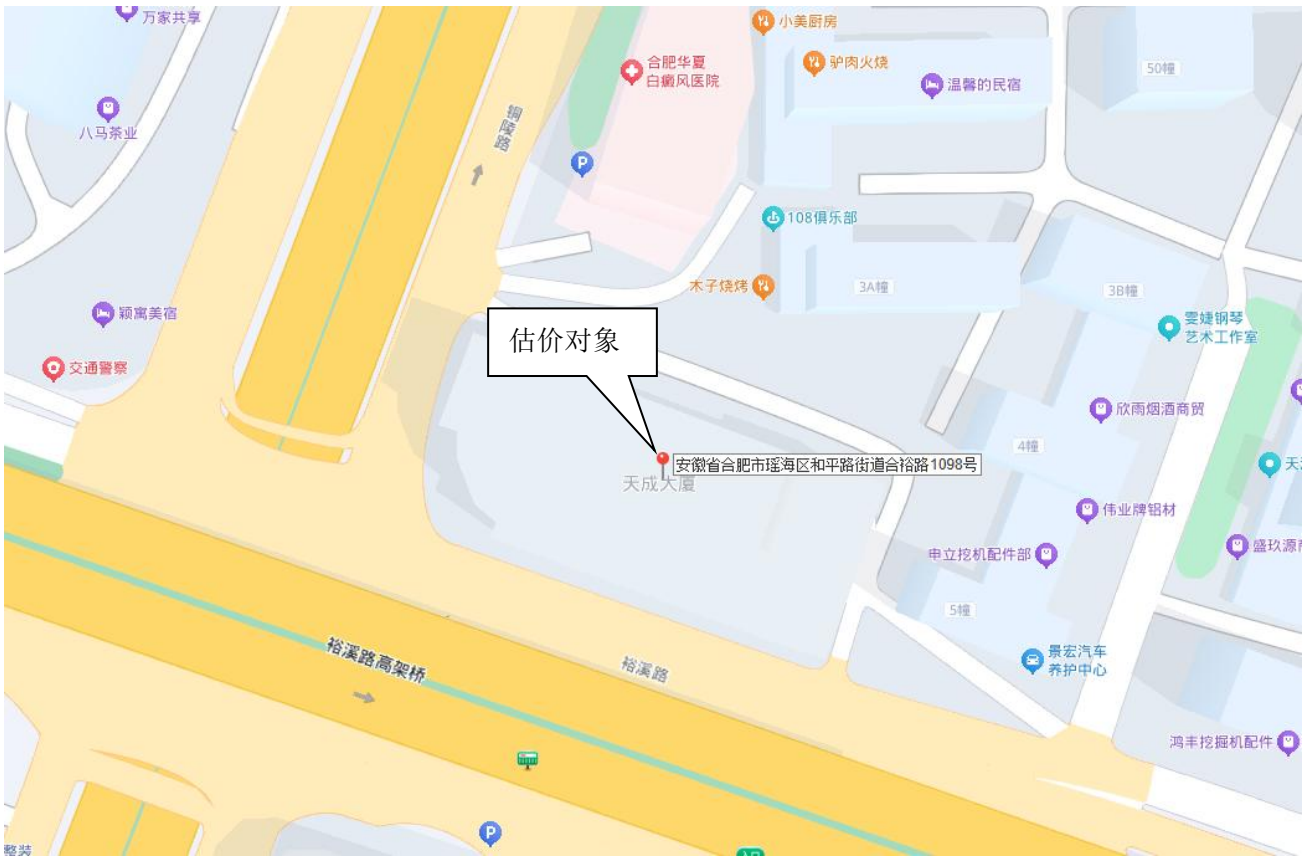 万家共享
小美厨房
合肥华夏
白癜风医院
驴肉火烧
温馨的民宿
50幢
八马茶业
铜陵路
P
108俱乐部
木子烧烤
3A幢
3B幢
颖寓美宿
雯婕钢琴
艺术工作室
估价对象
交通警察
欣雨烟酒商贸
4幢
安徽省合肥市瑶海区和平路街道合裕路1098号
天成大厦
伟业牌铝材
申立挖机配件部
盛玖源
5幢
裕溪路高架桥
裕溪路
景宏汽车
养护中心
鸿丰挖掘机配件
P
整装
入口